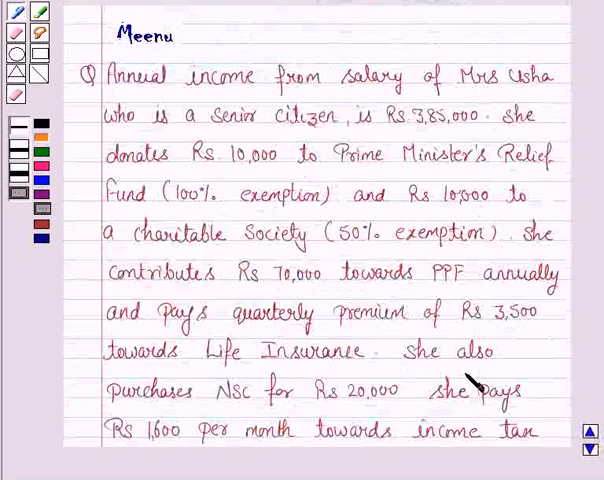 Meenu
Q Annual income from salary of Mrs Usha
who is a senior citizen, is Rs 3,85,000. She
donates Rs. 10,000 to Prime Minister's Relief
Fund (100% exemption) and Rs 10,000 to
a charitable Society (50% exemption). She
contributes Rs 70,000 towards PPF annually
and pays quarterly premium of Rs 3,500
towards Life Insurance. She also
purchases NSC for Rs 20,000 she pays
Rs 1,600 per month towards income tax